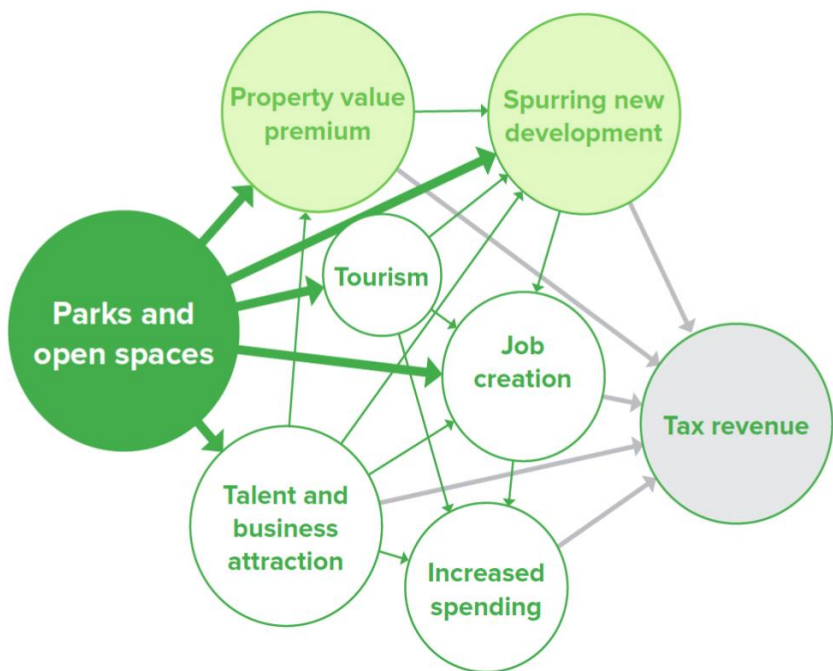 Property value
premium
Spurring new
development
Tourism
Parks and
open spaces
Job
creation
Tax revenue
Talent and
business
attraction
Increased
spending